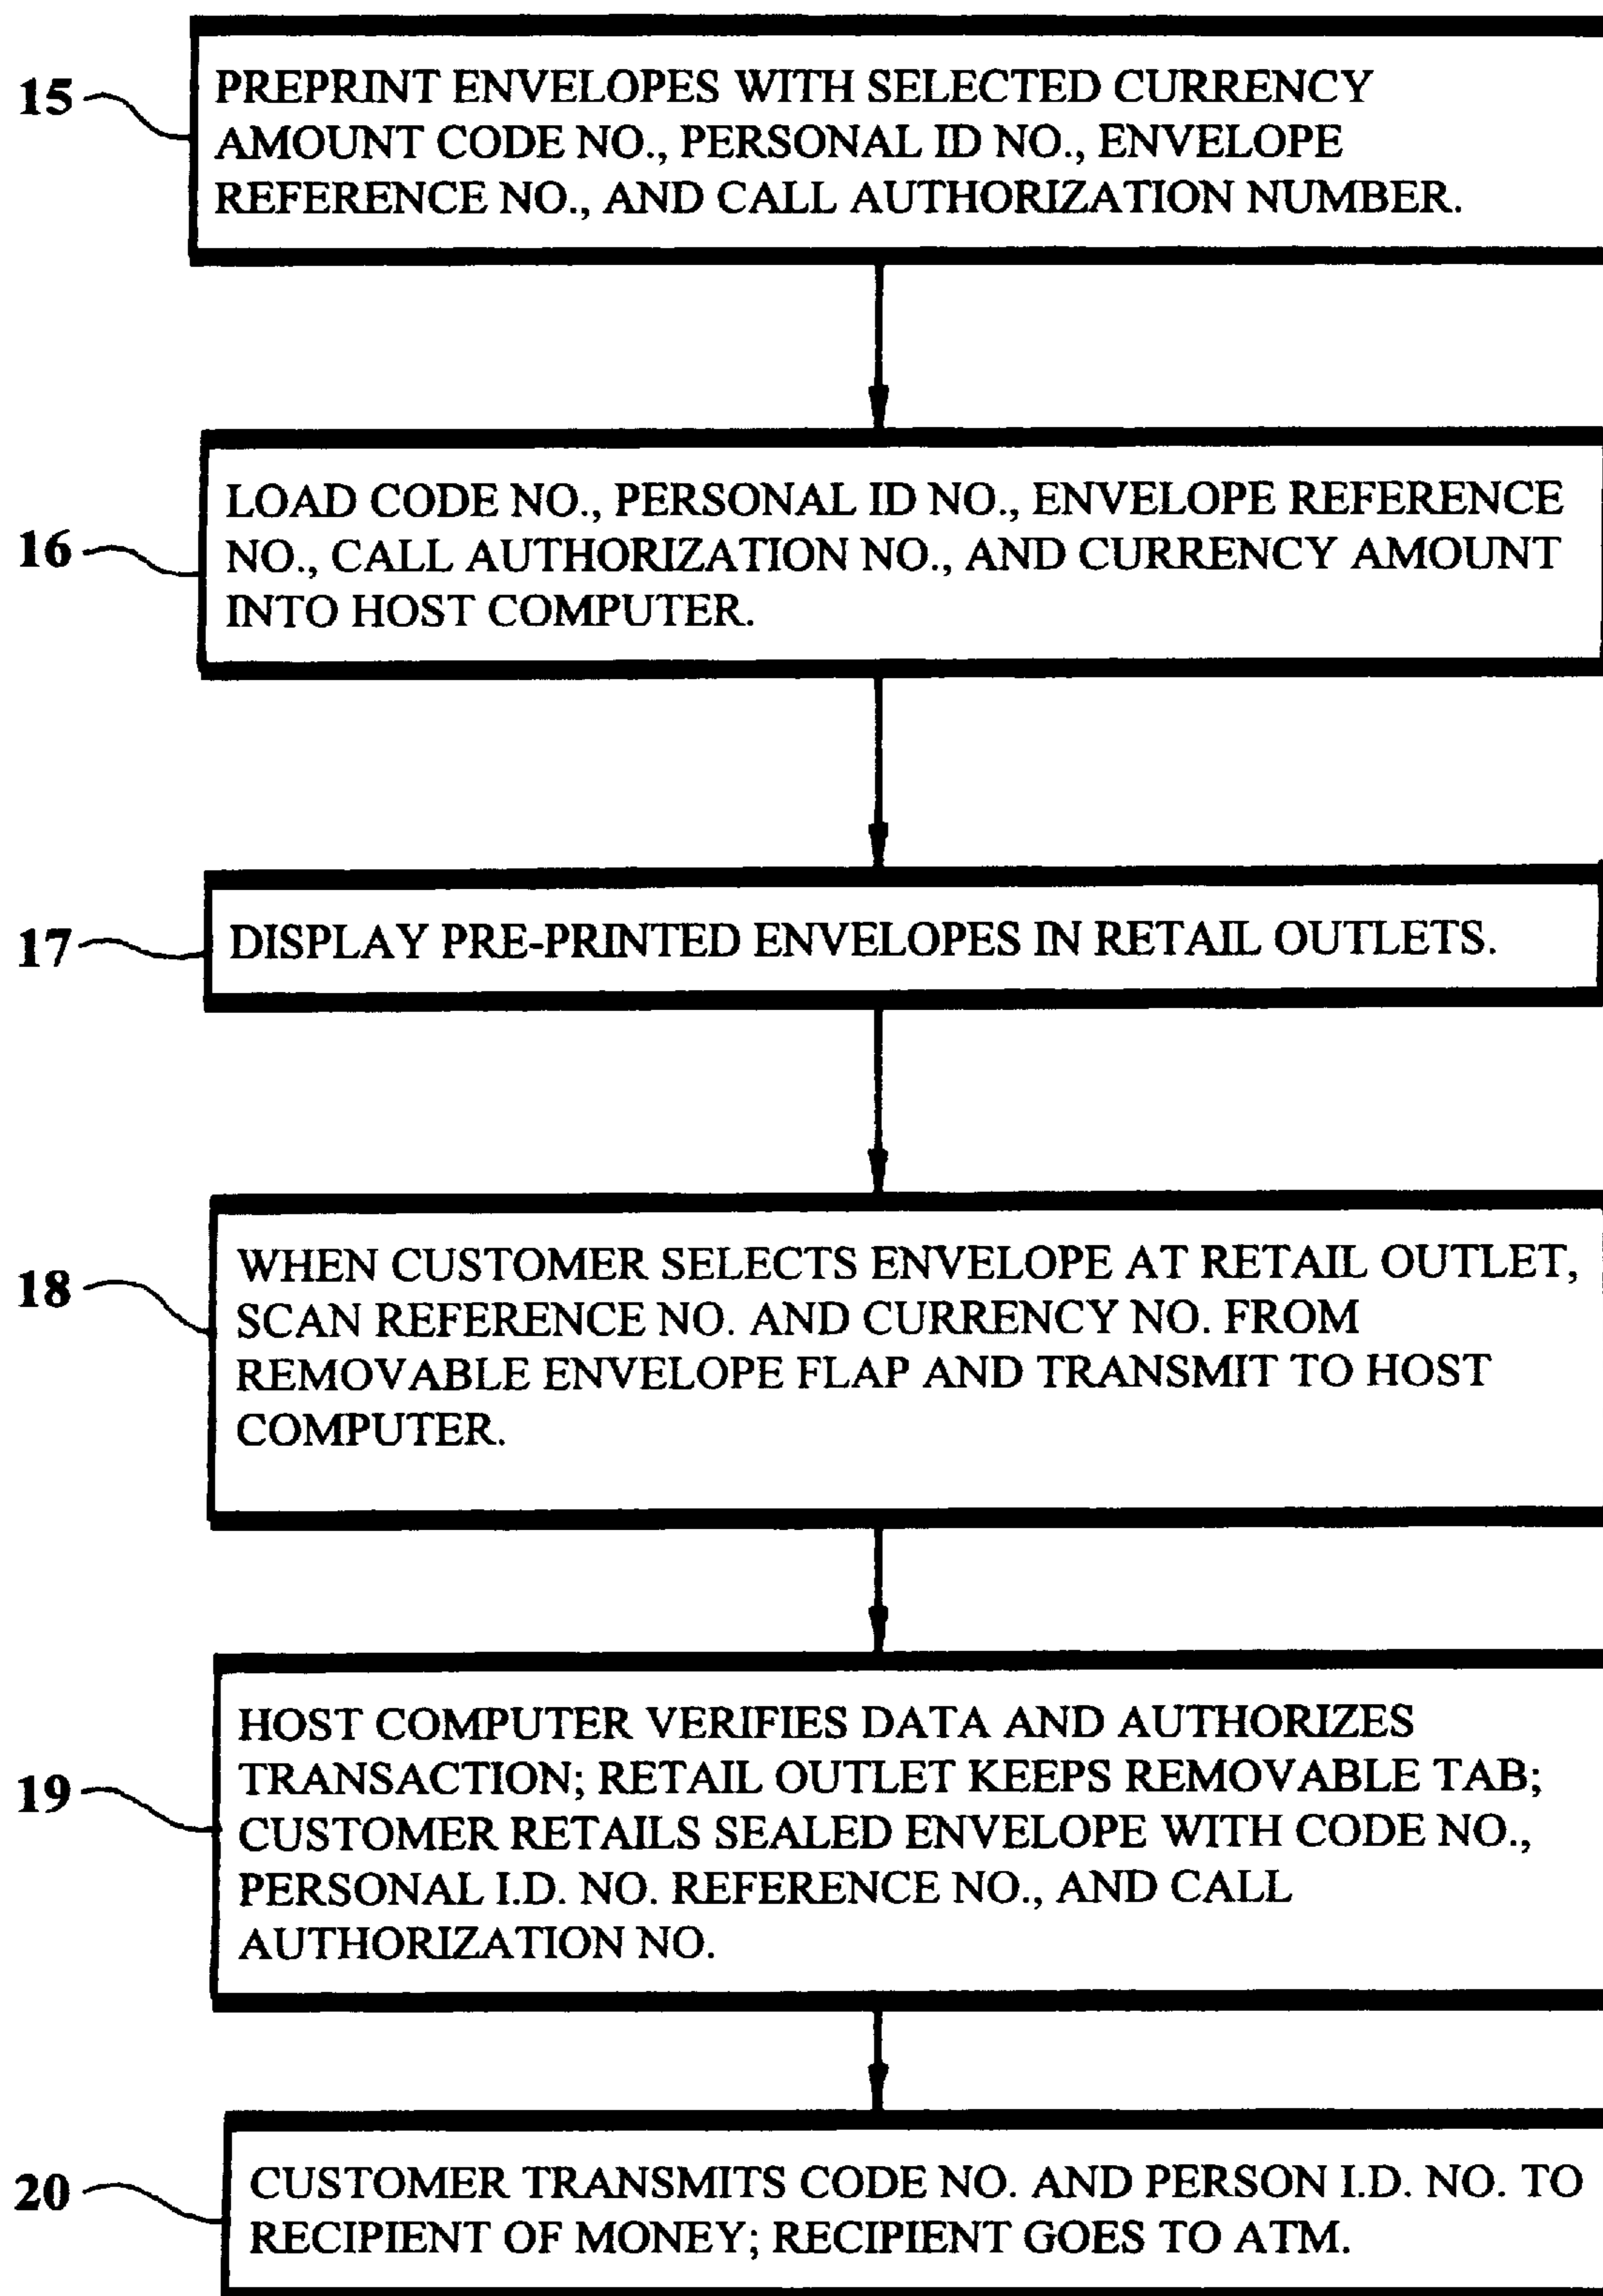 15
PREPRINT ENVELOPES WITH SELECTED CURRENCY
AMOUNT CODE NO., PERSONAL ID NO., ENVELOPE
REFERENCE NO., AND CALL AUTHORIZATION NUMBER.
16
LOAD CODE NO., PERSONAL ID NO., ENVELOPE REFERENCE
NO., CALL AUTHORIZATION NO., AND CURRENCY AMOUNT
INTO HOST COMPUTER.
17
DISPLAY PRE-PRINTED ENVELOPES IN RETAIL OUTLETS.
18
WHEN CUSTOMER SELECTS ENVELOPE AT RETAIL OUTLET,
SCAN REFERENCE NO. AND CURRENCY NO. FROM
REMOVABLE ENVELOPE FLAP AND TRANSMIT TO HOST
COMPUTER.
19
HOST COMPUTER VERIFIES DATA AND AUTHORIZES
TRANSACTION; RETAIL OUTLET KEEPS REMOVABLE TAB;
CUSTOMER RETAILS SEALED ENVELOPE WITH CODE NO.,
PERSONAL I.D. NO. REFERENCE NO., AND CALL
AUTHORIZATION NO.
20
CUSTOMER TRANSMITS CODE NO. AND PERSON I.D. NO. TO
RECIPIENT OF MONEY; RECIPIENT GOES TO ATM.